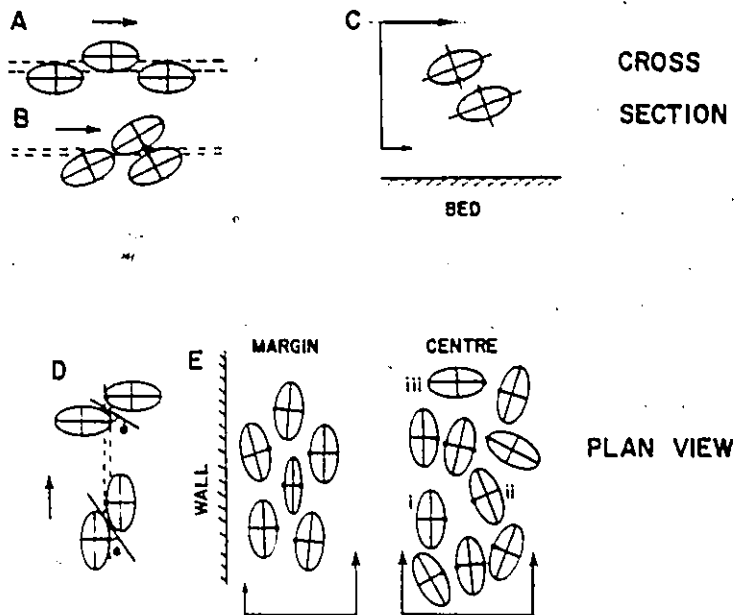 A
C
CROSS
SECTION
B
BED
D
E
MARGIN
CENTRE
iii
PLAN VIEW
WALL
i
ii